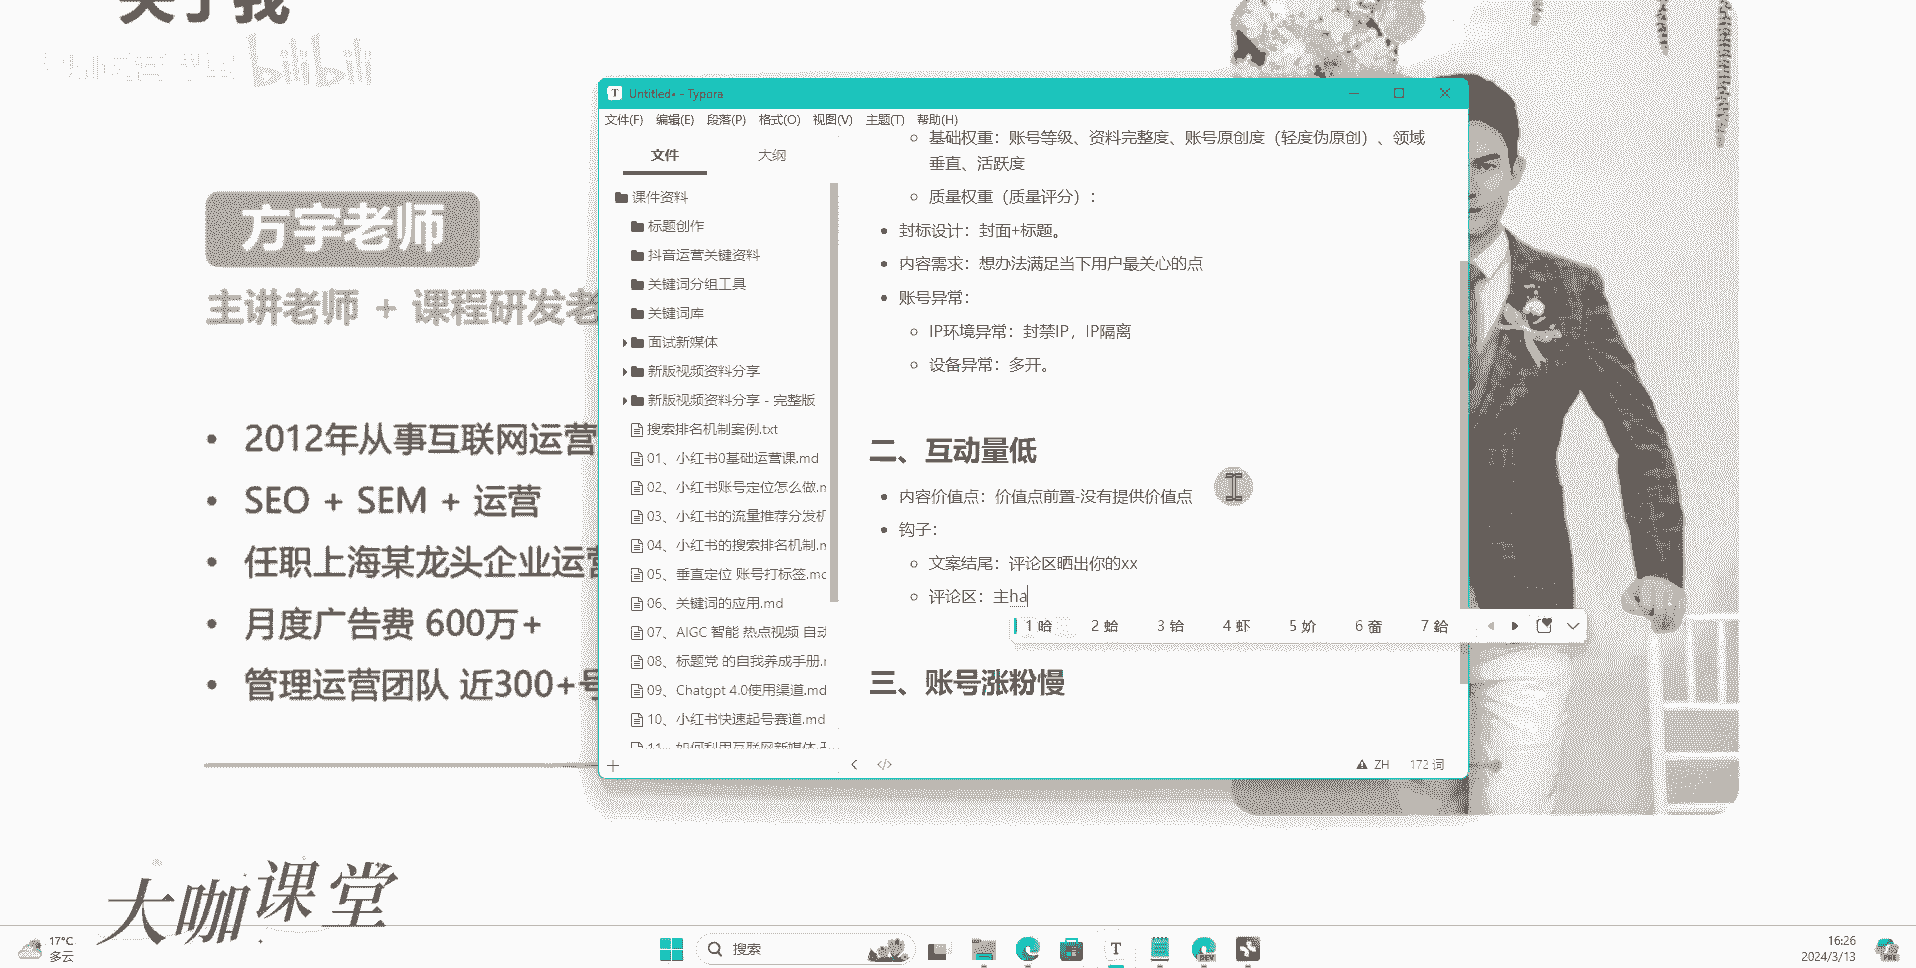 关于我
bilibili
方宇老师
主讲老师 + 课程研发老
2012年从事互联网运营
SEO + SEM + 运营
任职上海某龙头企业运营
月度广告费 600万+
管理运营团队 近300+号
大咖课堂
Untitled• - Typora
文件(F) 编辑(E) 段落(P) 格式(O) 视图(V) 主题(T) 帮助(H)
文件 大纲
课件资料
标题创作
抖音运营关键资料
关键词分组工具
关键词库
面试新媒体
新版视频资料分享
新版视频资料分享 - 完整版
搜索排名机制案例.txt
01、小红书0基础运营课.md
02、小红书账号定位怎么做.m
03、小红书的流量推荐分发机
04、小红书的搜索排名机制.m
05、垂直定位 账号打标签.md
06、关键词的应用.md
07、AIGC 智能 热点视频 自动
08、标题党 的自我养成手册.m
09、Chatgpt 4.0使用渠道.md
10、小红书快速起号赛道.md
11、如何利用互联网新媒体
基础权重：账号等级、资料完整度、账号原创度（轻度伪原创）、领域
垂直、活跃度
质量权重（质量评分）：
封标设计：封面+标题。
内容需求：想办法满足当下用户最关心的点
账号异常：
IP环境异常：封禁IP，IP隔离
设备异常：多开。
二、互动量低
内容价值点：价值点前置-没有提供价值点
钩子：
文案结尾：评论区晒出你的xx
评论区：主ha
1 哈 2 蛤 3 铪 4 虾 5 妎 6 奤 7 鉿
三、账号涨粉慢
ZH 172 词
17°C
多云
搜索
16:26
2024/3/13